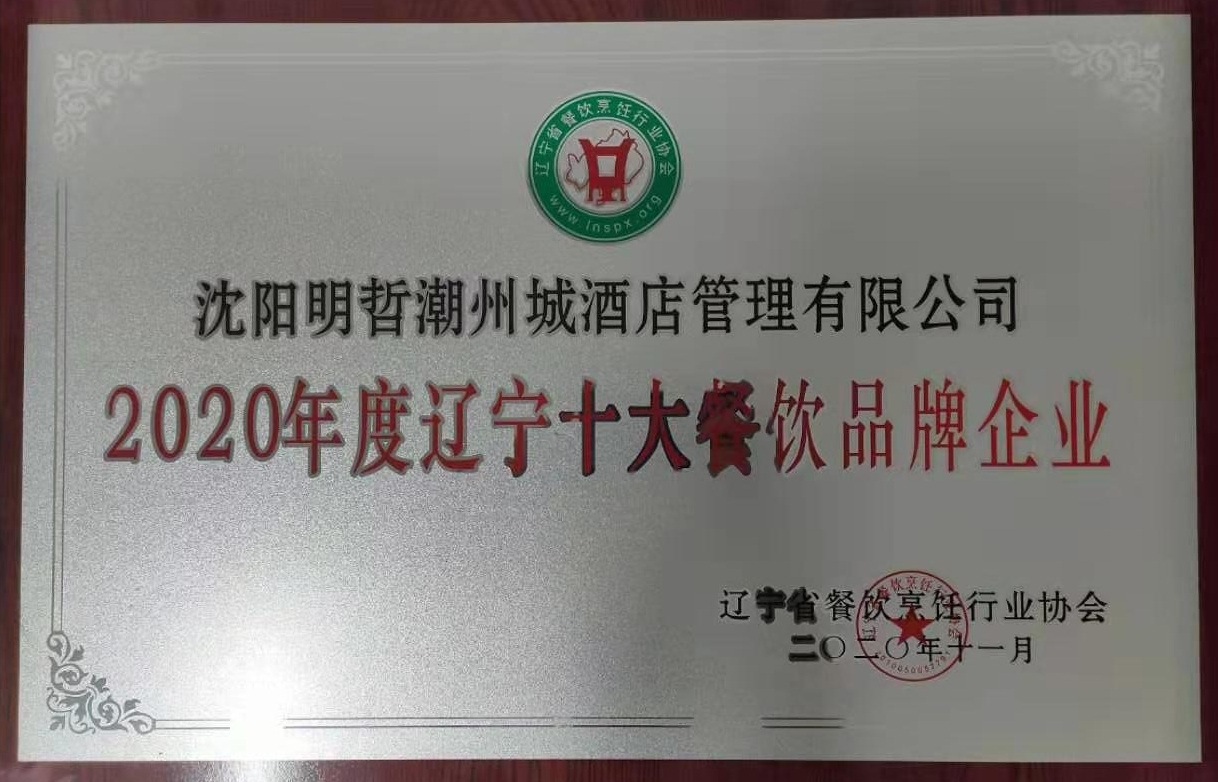 辽宁省餐饮烹饪行业协会
www.lnspx.org
沈阳明哲潮州城酒店管理有限公司
2020年度辽宁十大餐饮品牌企业
辽宁省餐饮烹饪行业协会
二〇二〇年十一月